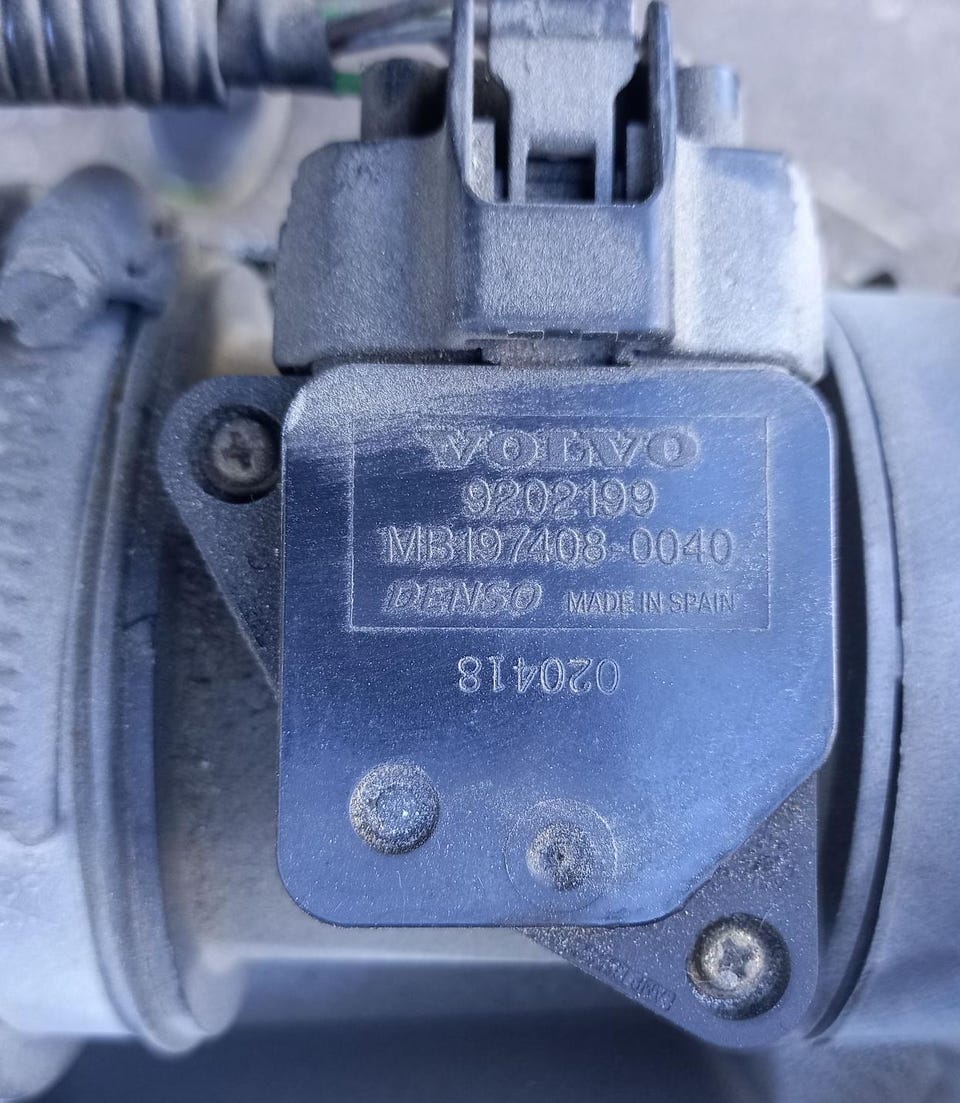 VOLVO
9202199
MB197408-0040
DENSO MADE IN SPAIN
020418